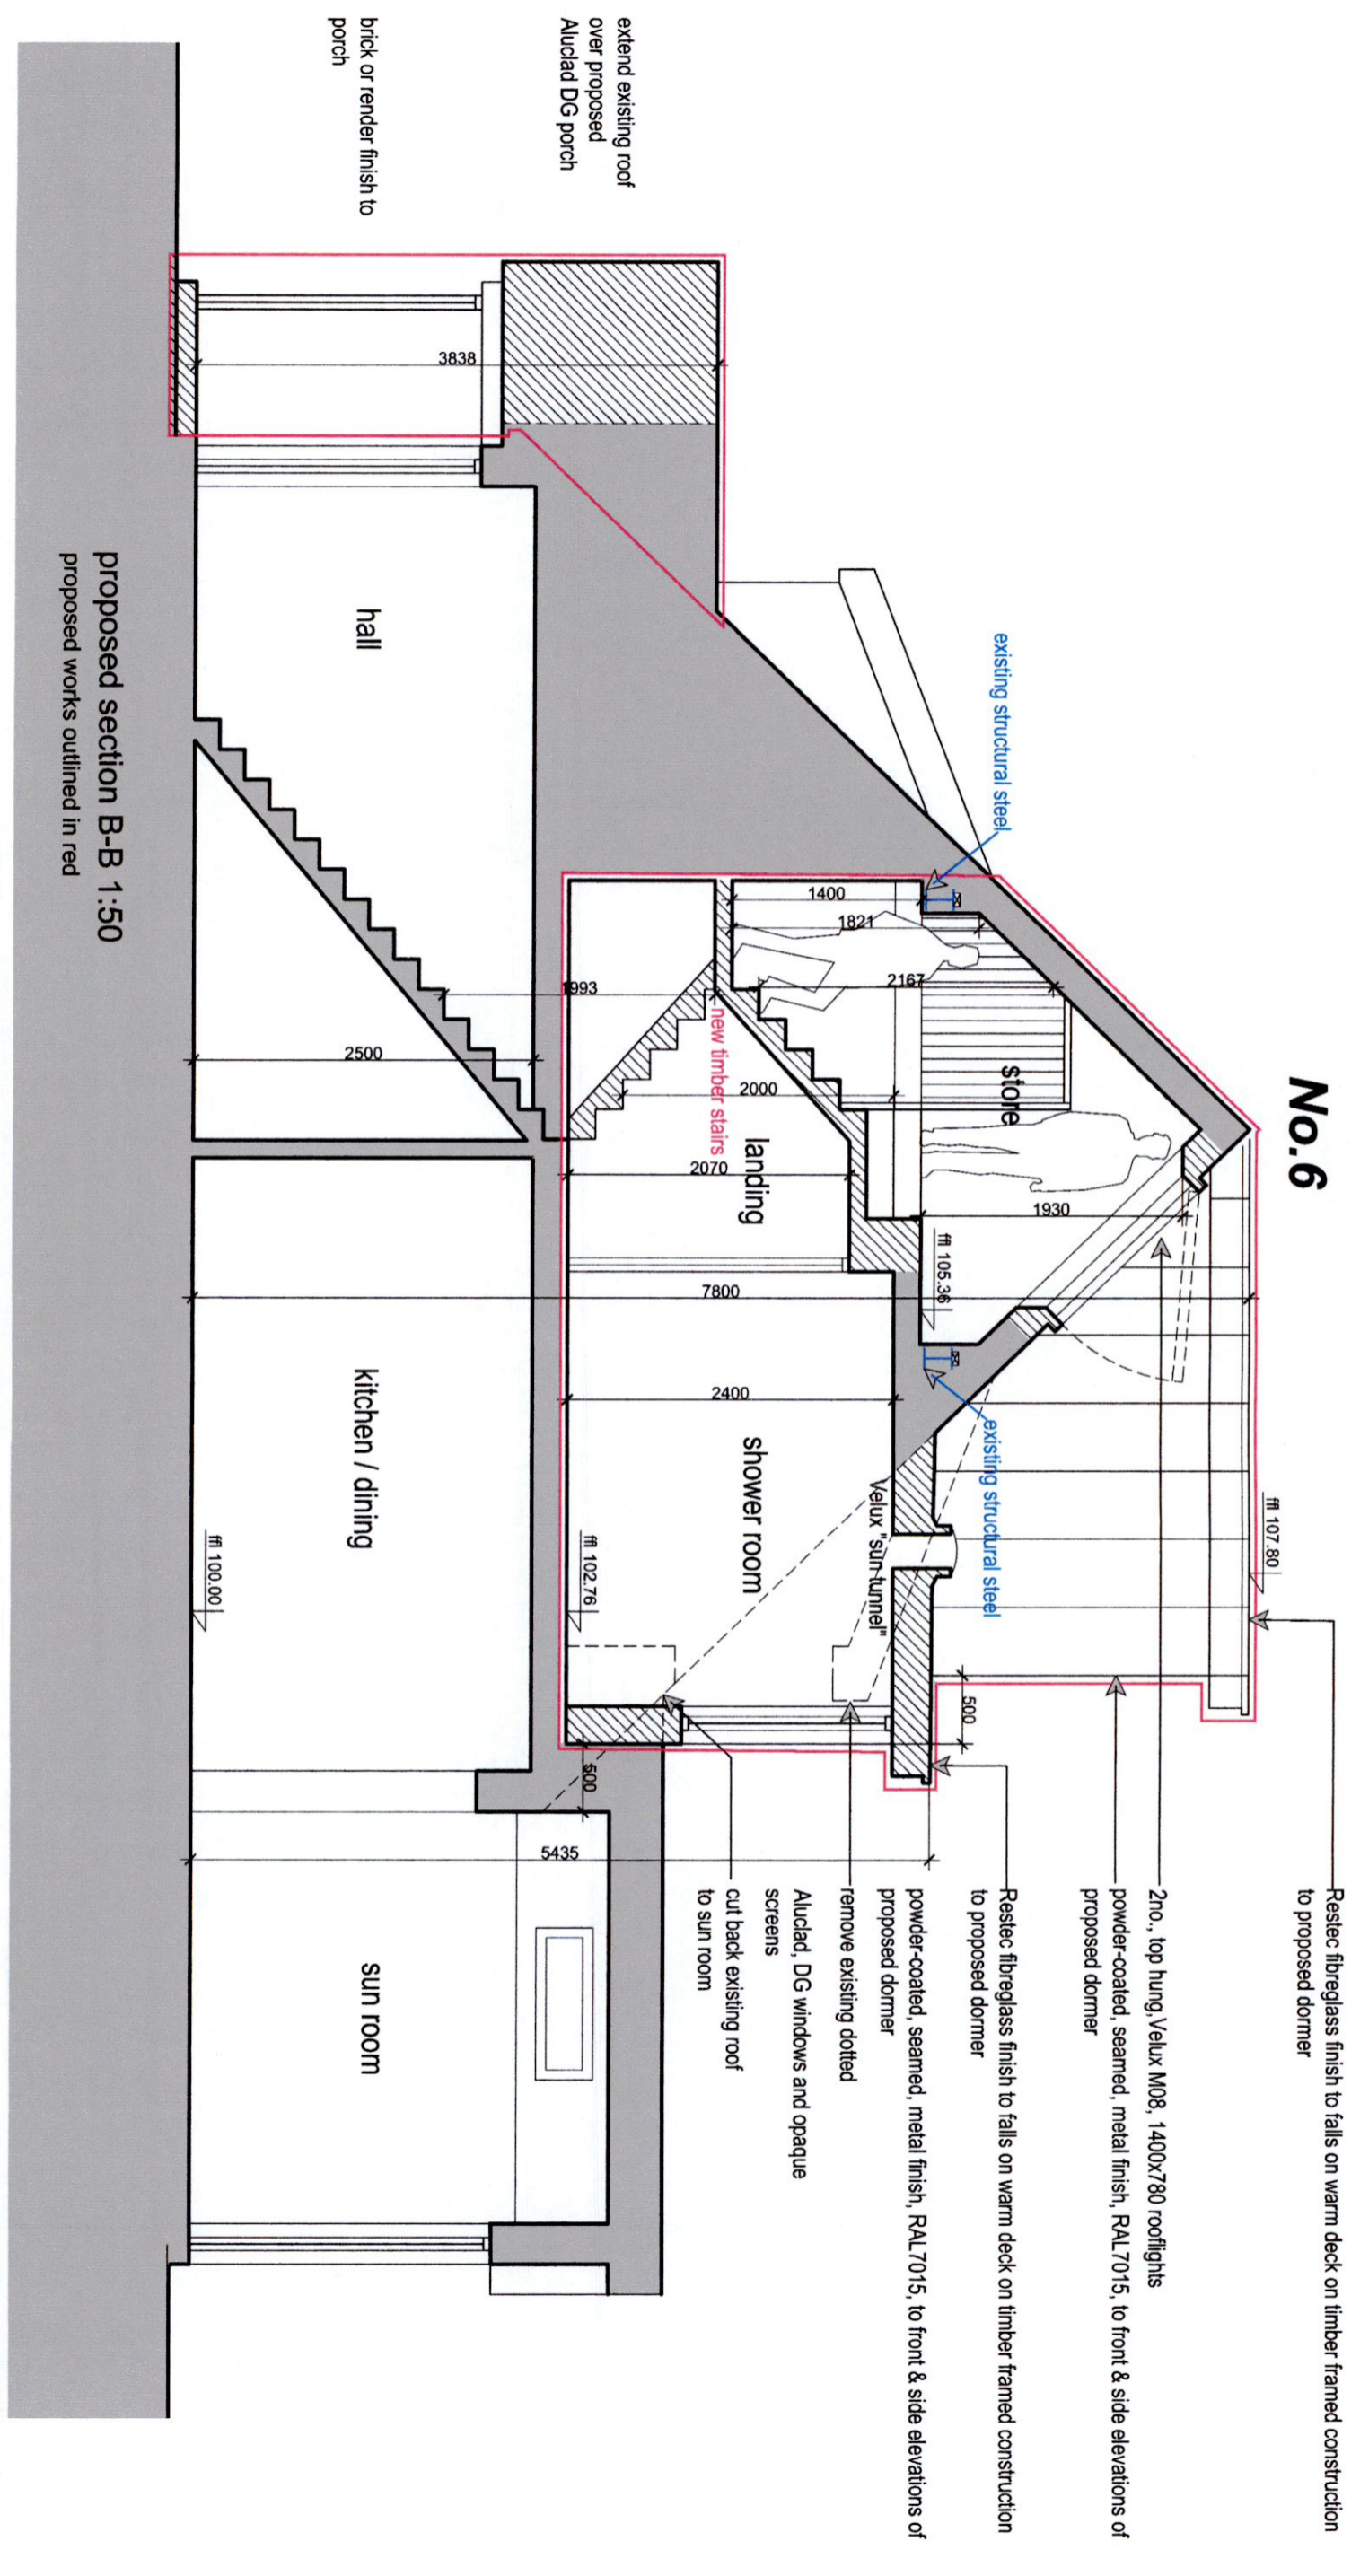 No.6
Restec fibreglass finish to falls on warm deck on timber framed construction
to proposed dormer
ffl 107.80
2no., top hung,Velux M08, 1400x780 rooflights
powder-coated, seamed, metal finish, RAL7015, to front & side elevations of
proposed dormer
existing structural steel
store
1930
ffl 105.36
existing structural steel
500
Restec fibreglass finish to falls on warm deck on timber framed construction
to proposed dormer
powder-coated, seamed, metal finish, RAL7015, to front & side elevations of
proposed dormer
1400
1821
2167
Velux "sun tunnel"
remove existing dotted
Aluclad, DG windows and opaque
screens
new timber stairs
2000
landing
2070
7800
2400
shower room
cut back existing roof
to sun room
extend existing roof
over proposed
Aluclad DG porch
1993
ffl 102.76
500
5435
3838
brick or render finish to
porch
hall
2500
kitchen / dining
sun room
ffl 100.00
proposed section B-B 1:50
proposed works outlined in red